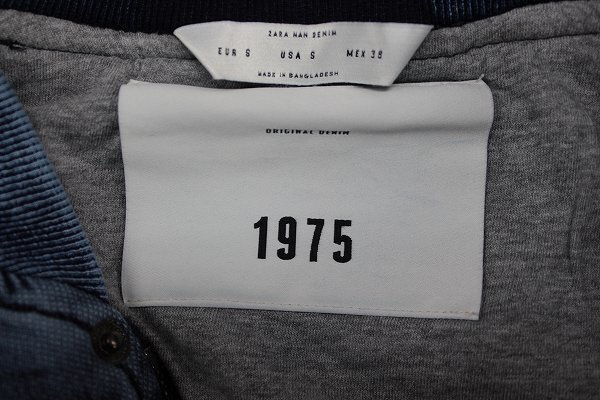 ZARA MAN DENIM
EUR S USA S MEX 38
MADE IN BANGLADESH
ORIGINAL DENIM
1975